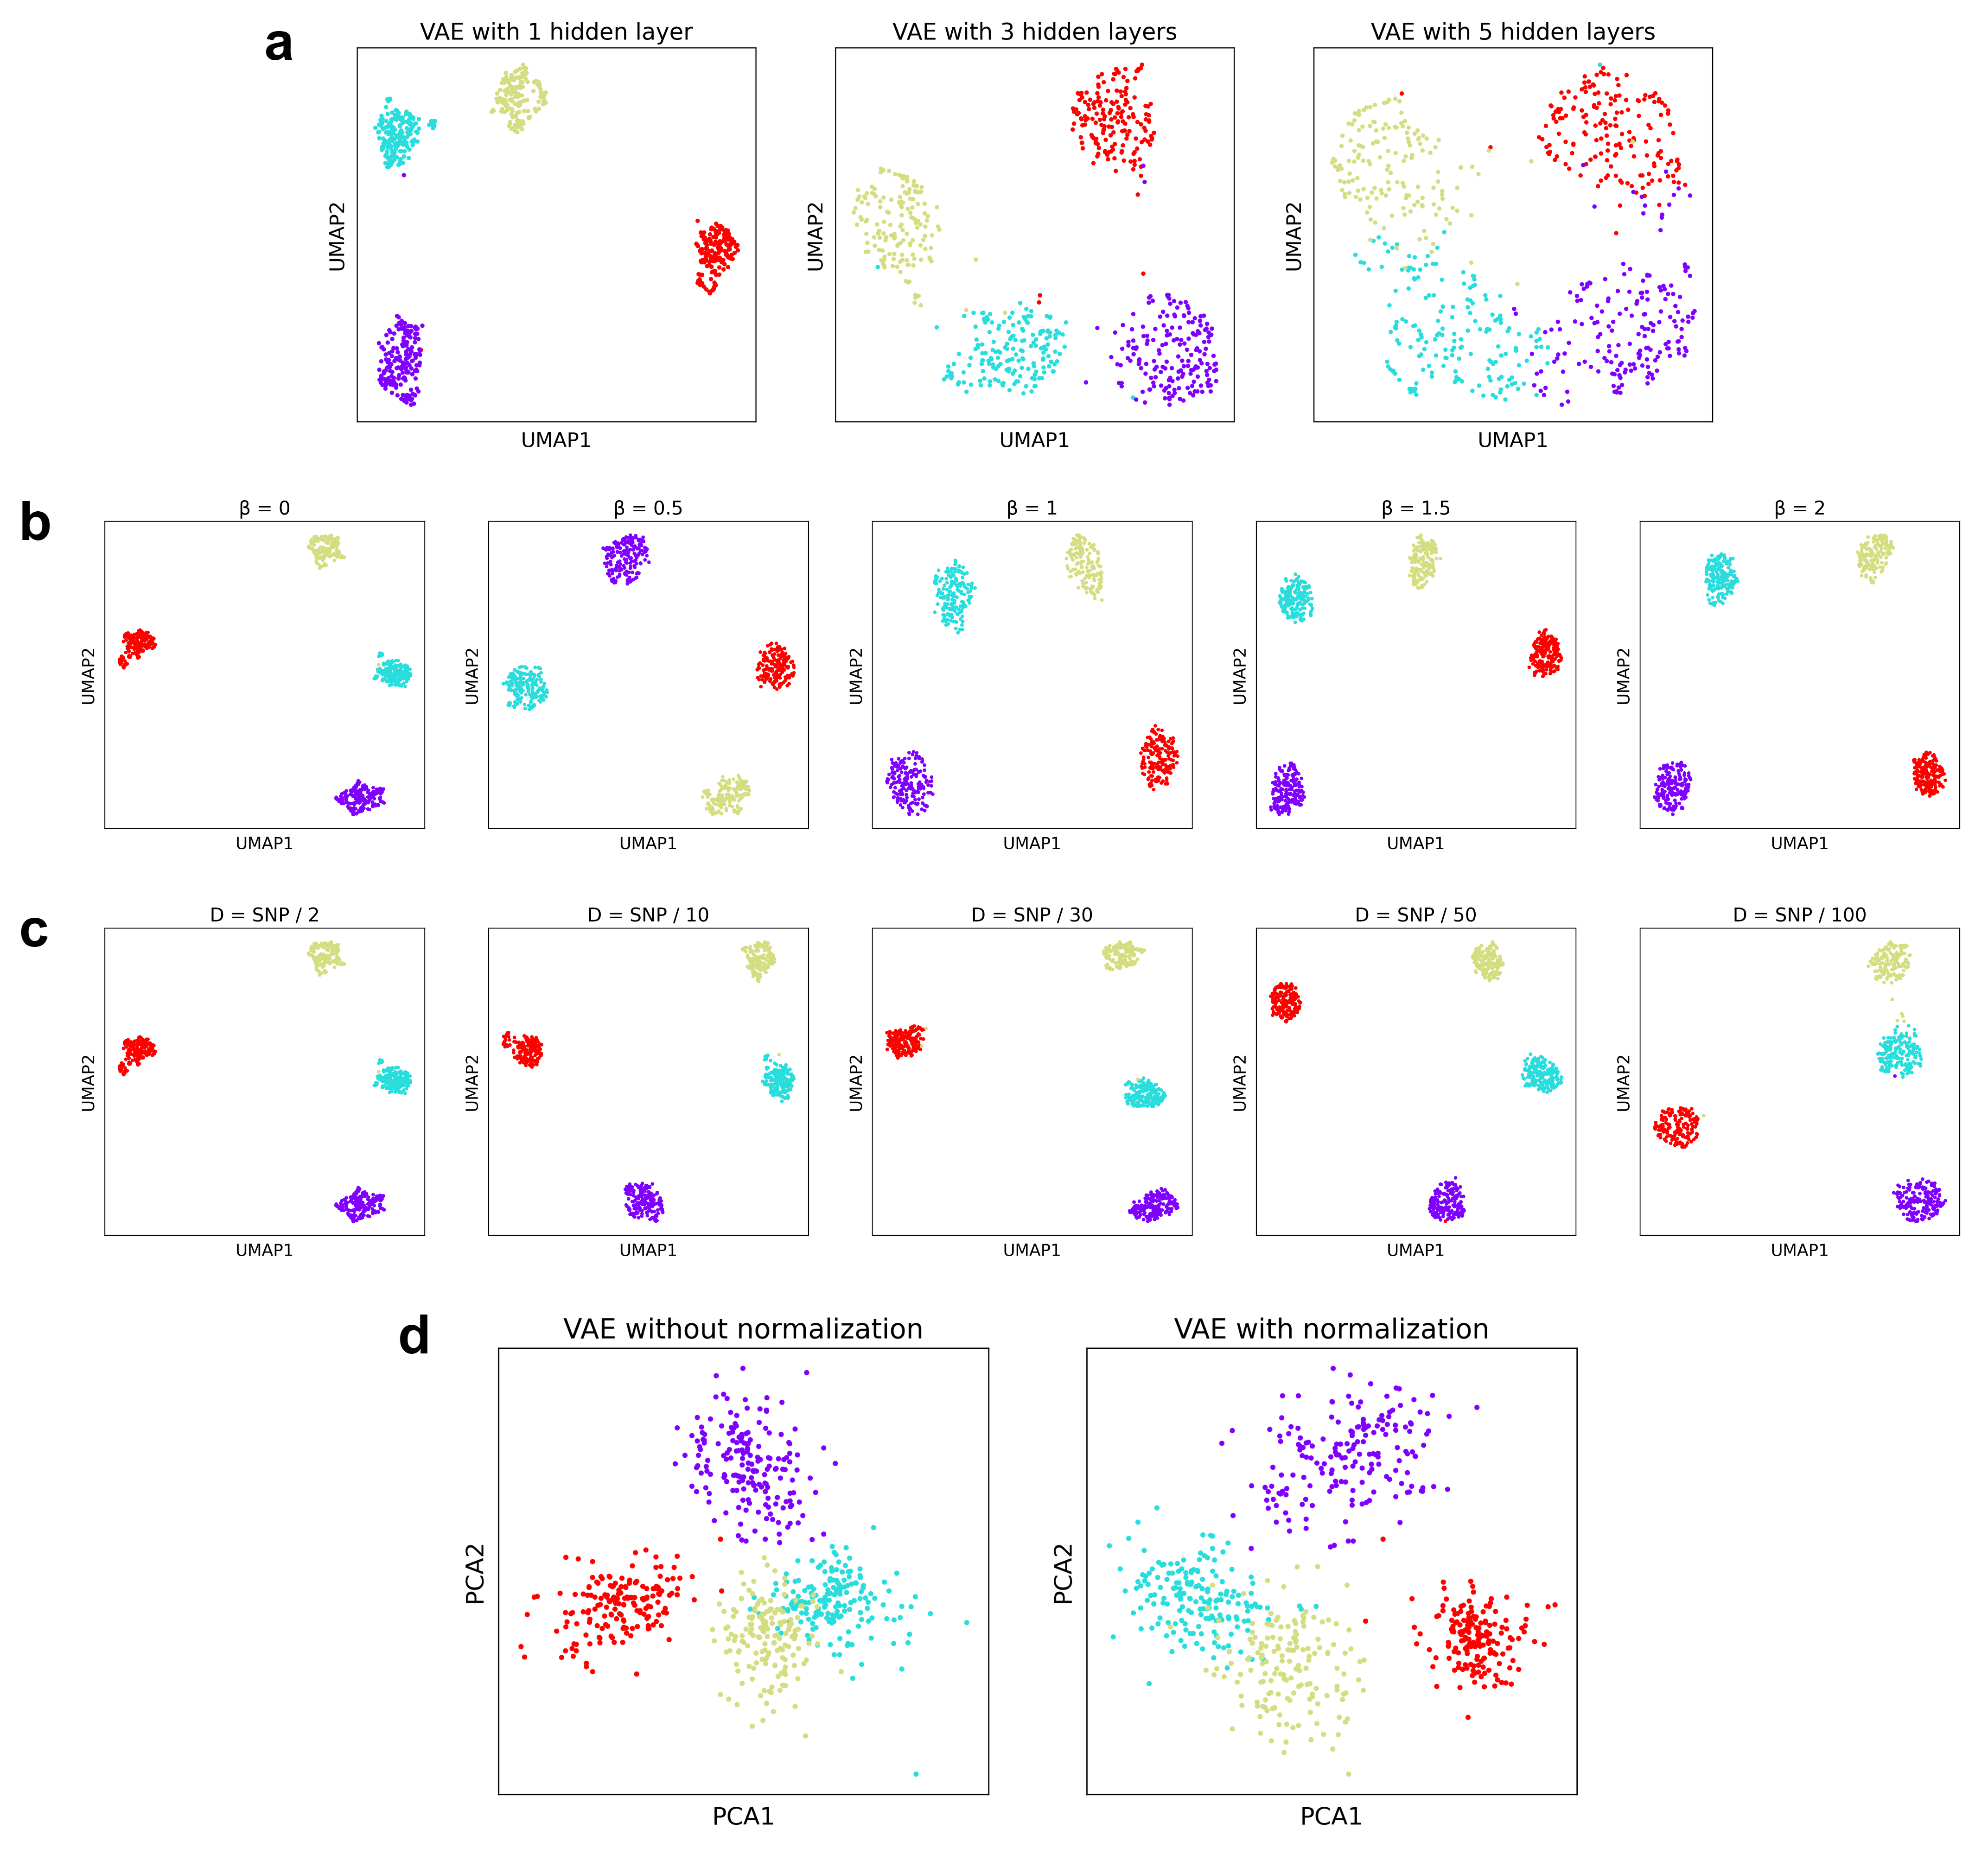 a
VAE with 1 hidden layer
VAE with 3 hidden layers
VAE with 5 hidden layers
UMAP2
UMAP2
UMAP2
UMAP1
UMAP1
UMAP1
b
β = 0
β = 0.5
β = 1
β = 1.5
β = 2
UMAP2
UMAP2
UMAP2
UMAP2
UMAP2
UMAP1
UMAP1
UMAP1
UMAP1
UMAP1
c
D = SNP / 2
D = SNP / 10
D = SNP / 30
D = SNP / 50
D = SNP / 100
UMAP2
UMAP2
UMAP2
UMAP2
UMAP2
UMAP1
UMAP1
UMAP1
UMAP1
UMAP1
d
VAE without normalization
VAE with normalization
PCA2
PCA2
PCA1
PCA1